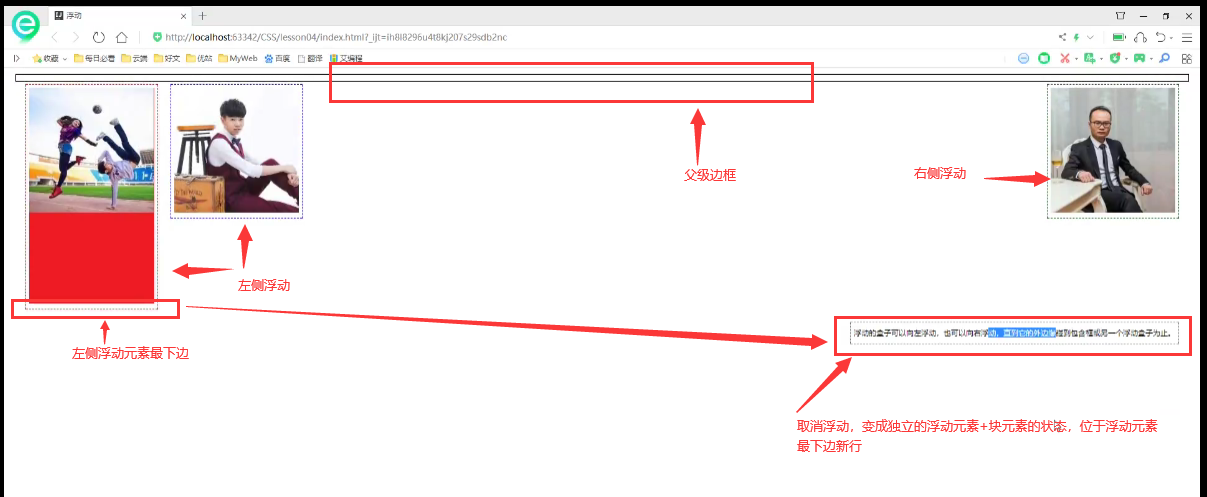 浮动
http://localhost:63342/CSS/lesson04/index.html?_ijt=ih8l8296u4t8kj207s29sdb2nc
收藏 每日必看 云端 好文 优站 MyWeb 百度 翻译 艾编程
父级边框
右侧浮动
左侧浮动
浮动的盒子可以向左浮动，也可以向右浮动，直到它的外边缘碰到包含框或另一个浮动盒子为止。
左侧浮动元素最下边
取消浮动，变成独立的浮动元素+块元素的状态，位于浮动元素
最下边新行